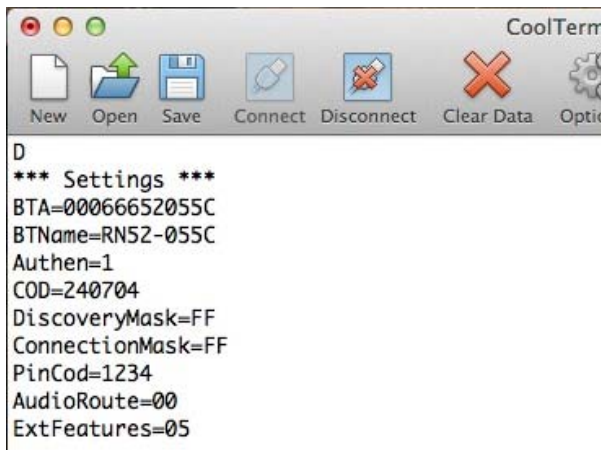 CoolTerm
New Open Save Connect Disconnect Clear Data
D
*** Settings ***
BTA=00066652055C
BTName=RN52-055C
Authen=1
COD=240704
DiscoveryMask=FF
ConnectionMask=FF
PinCod=1234
AudioRoute=00
ExtFeatures=05